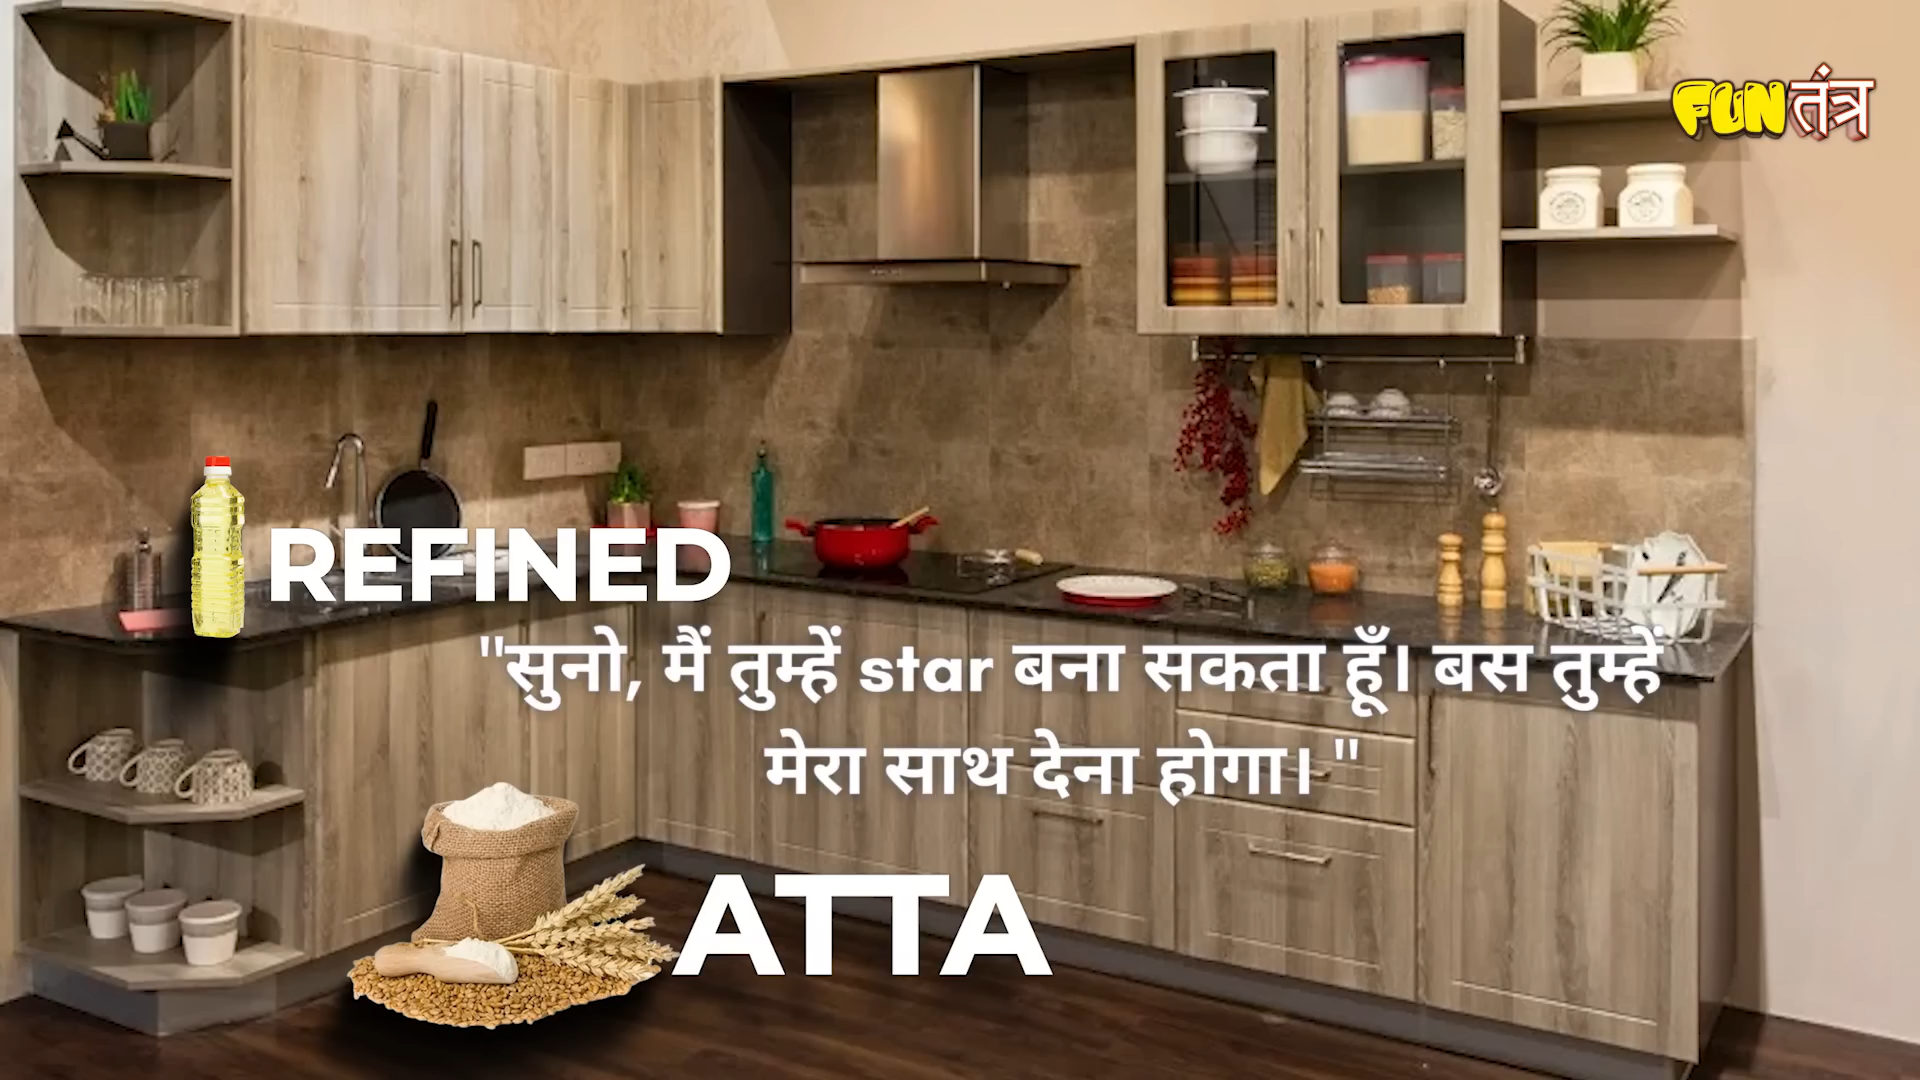 FUNतंत्र
REFINED
"सुनो, मैं तुम्हें star बना सकता हूँ। बस तुम्हें
मेरा साथ देना होगा। "
ATTA